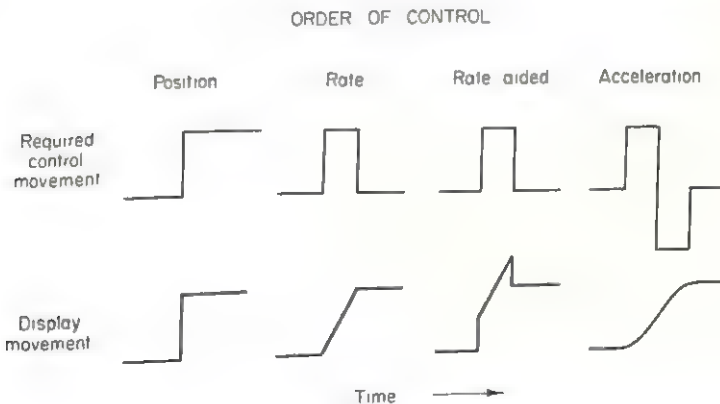 ORDER OF CONTROL
Position Rate Rate aided Acceleration
Required
control
movement
Display
movement
Time